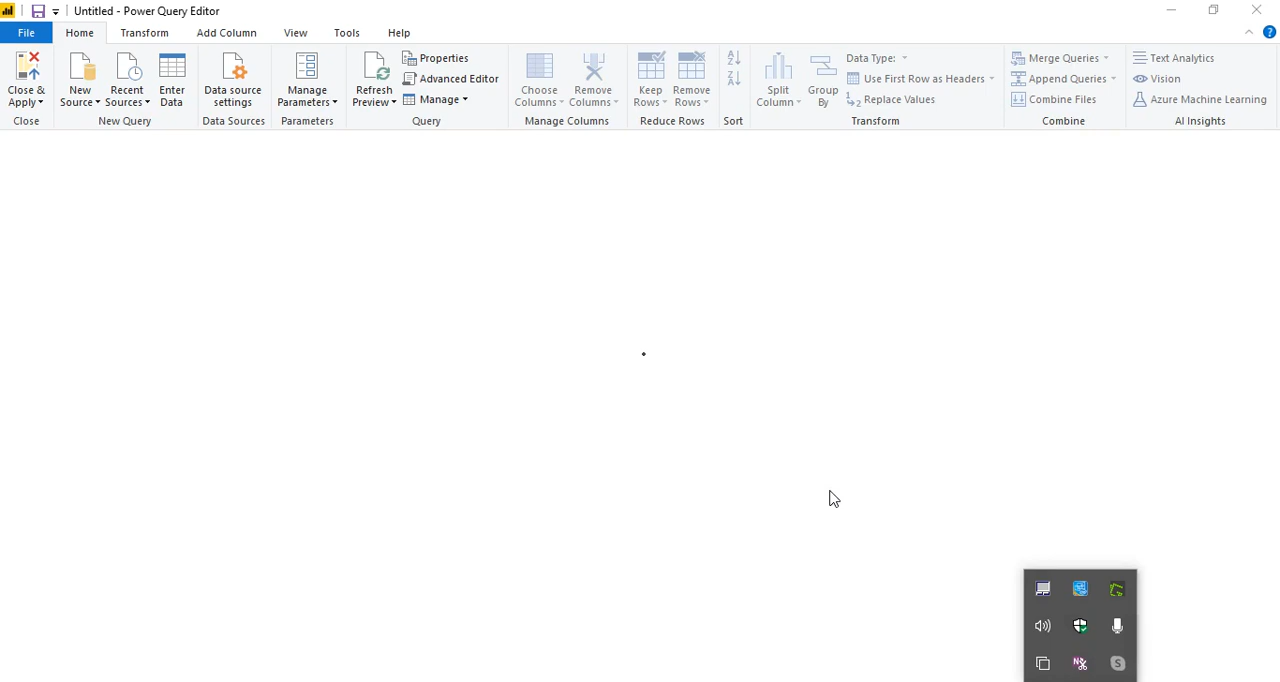 Untitled - Power Query Editor
File Home Transform Add Column View Tools Help
Close & Apply
New Source
Recent Sources
Enter Data
Data source settings
Manage Parameters
Refresh Preview
Properties
Advanced Editor
Manage
Choose Columns
Remove Columns
Keep Rows
Remove Rows
A
Z
Z
A
Split Column
Group By
Data Type:
Use First Row as Headers
1
2 Replace Values
Merge Queries
Append Queries
Combine Files
Text Analytics
Vision
Azure Machine Learning
Close New Query Data Sources Parameters Query Manage Columns Reduce Rows Sort Transform Combine AI Insights
?
N
S